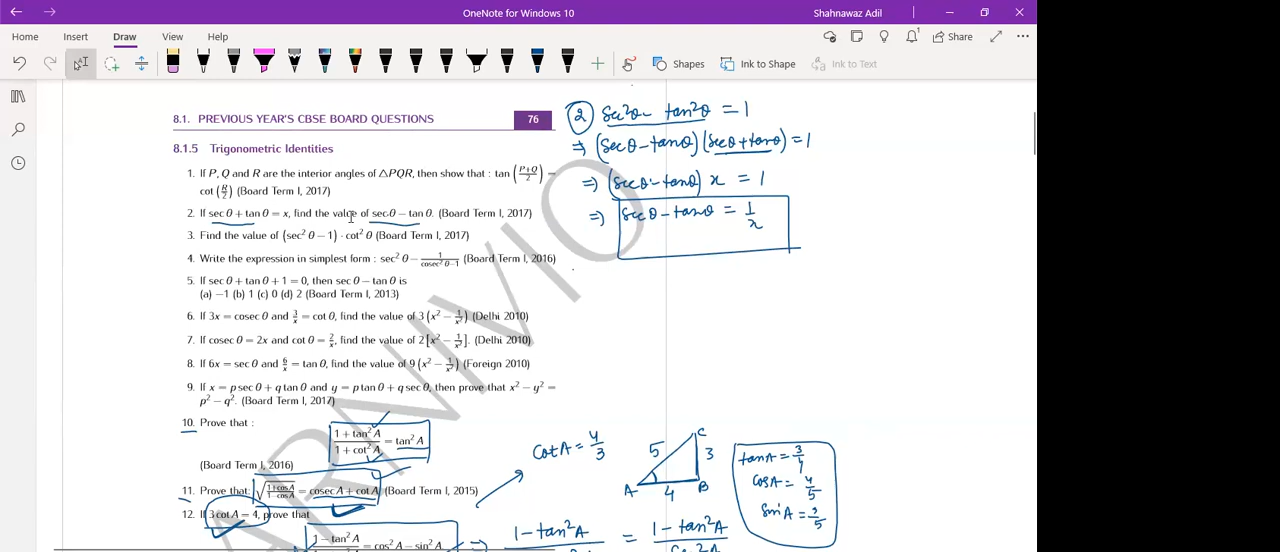 OneNote for Windows 10
Shahnawaz Adil
Home Insert Draw View Help
Share
Shapes Ink to Shape Ink to Text
8.1. PREVIOUS YEAR'S CBSE BOARD QUESTIONS 76
8.1.5 Trigonometric Identities
1. If P, Q and R are the interior angles of △PQR, then show that : tan (P+Q/2) =
cot (R/2) (Board Term I, 2017)
2. If sec θ + tan θ = x, find the value of sec θ − tan θ. (Board Term I, 2017)
3. Find the value of (sec² θ − 1) · cot² θ (Board Term I, 2017)
4. Write the expression in simplest form : sec² θ − 1/(cosec² θ−1) (Board Term I, 2016)
5. If sec θ + tan θ + 1 = 0, then sec θ − tan θ is
(a) −1 (b) 1 (c) 0 (d) 2 (Board Term I, 2013)
6. If 3x = cosec θ and 3/x = cot θ, find the value of 3 (x² − 1/x²) (Delhi 2010)
7. If cosec θ = 2x and cot θ = 2/x, find the value of 2 [x² − 1/x²]. (Delhi 2010)
8. If 6x = sec θ and 6/x = tan θ, find the value of 9 (x² − 1/x²) (Foreign 2010)
9. If x = p sec θ + q tan θ and y = p tan θ + q sec θ, then prove that x² − y² =
p² − q². (Board Term I, 2017)
10. Prove that :
(1 + tan² A)/(1 + cot² A) = tan² A
(Board Term I, 2016)
11. Prove that: √((1+cosA)/(1−cosA)) = cosec A + cot A (Board Term I, 2015)
12. If 3 cot A = 4, prove that
1 − tan² A = cos² A − sin² A
② sec²θ − tan²θ = 1
⇒ (secθ − tanθ)(secθ + tanθ) = 1
⇒ (secθ − tanθ) x = 1
⇒ secθ − tanθ = 1/x
cot A = 4/3
C
5 3
A 4 B
tanA = 3/4
cosA = 4/5
sinA = 3/5
⇒ 1 − tan²A = 1 − tan²A
ARNIVIO